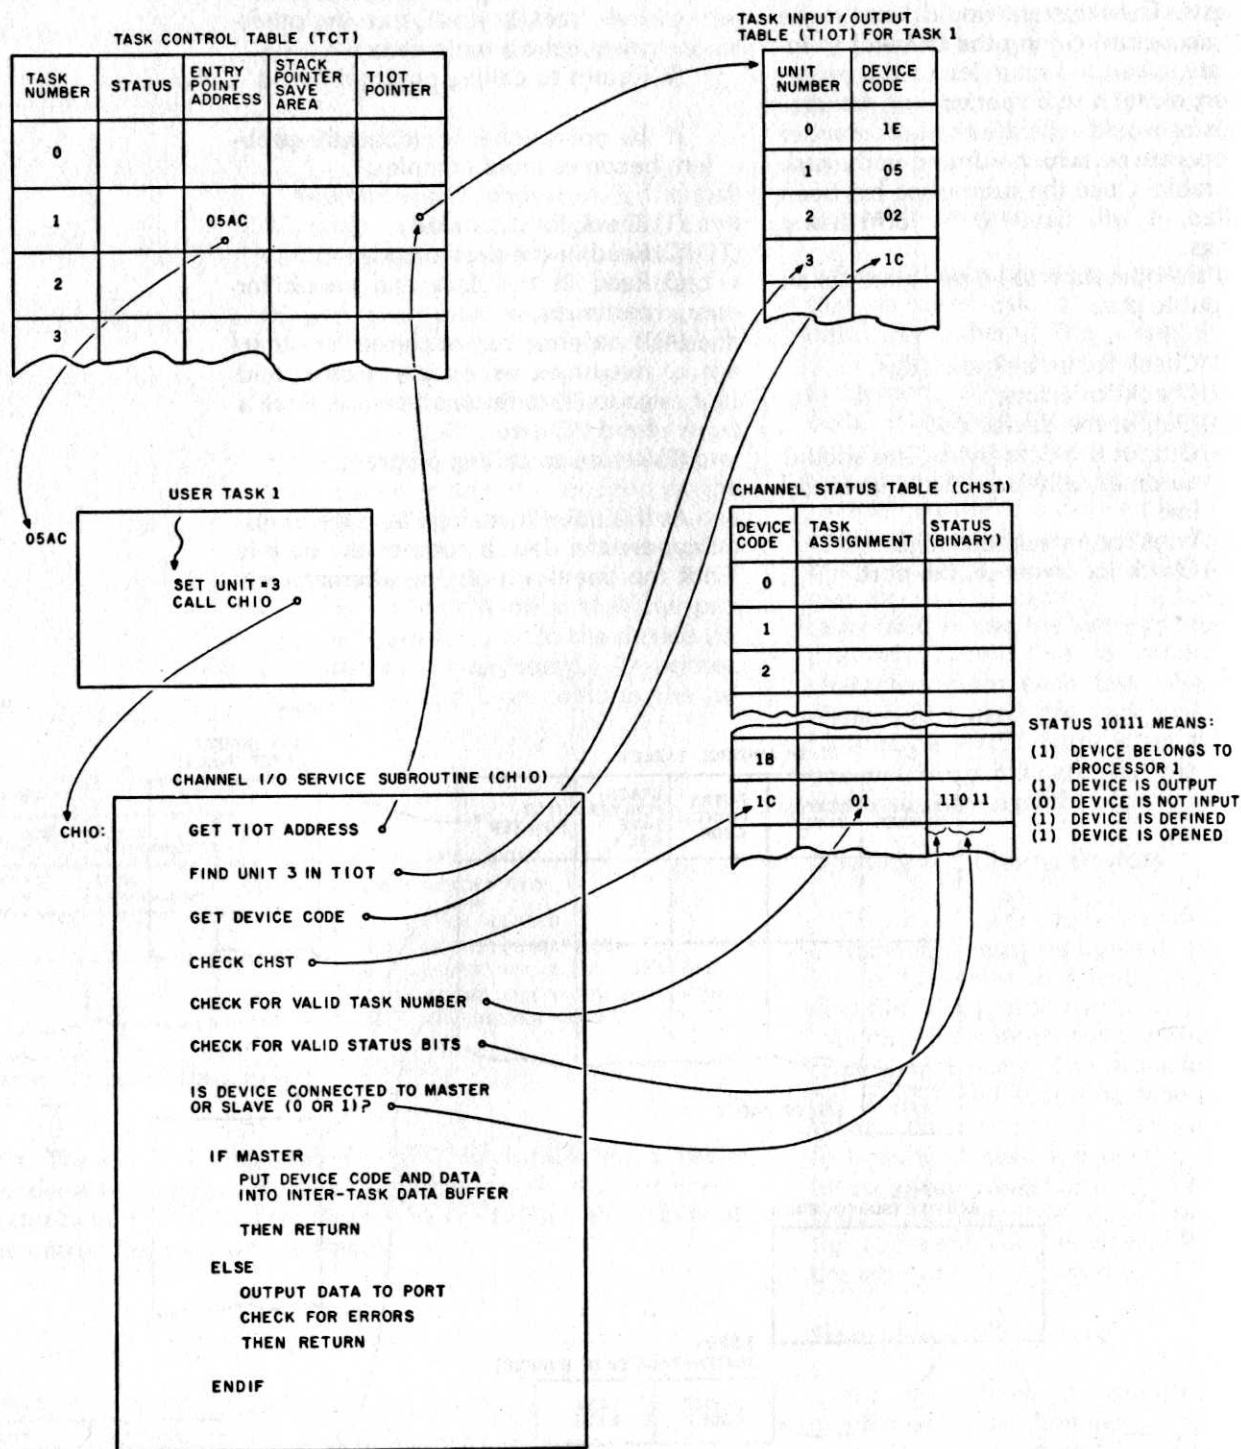 TASK CONTROL TABLE (TCT)
TASK NUMBER
STATUS
ENTRY POINT ADDRESS
STACK POINTER SAVE AREA
TIOT POINTER
0
1
05AC
2
3
TASK INPUT/OUTPUT
TABLE (TIOT) FOR TASK 1
UNIT NUMBER
DEVICE CODE
0 1E
1 05
2 02
3 1C
05AC
USER TASK 1
SET UNIT=3
CALL CHIO
CHANNEL STATUS TABLE (CHST)
DEVICE CODE
TASK ASSIGNMENT
STATUS (BINARY)
0
1
2
1B
1C 01 11011
STATUS 10111 MEANS:
(1) DEVICE BELONGS TO
PROCESSOR 1
(1) DEVICE IS OUTPUT
(0) DEVICE IS NOT INPUT
(1) DEVICE IS DEFINED
(1) DEVICE IS OPENED
CHANNEL I/O SERVICE SUBROUTINE (CHIO)
CHIO:
GET TIOT ADDRESS
FIND UNIT 3 IN TIOT
GET DEVICE CODE
CHECK CHST
CHECK FOR VALID TASK NUMBER
CHECK FOR VALID STATUS BITS
IS DEVICE CONNECTED TO MASTER
OR SLAVE (0 OR 1)?
IF MASTER
PUT DEVICE CODE AND DATA
INTO INTER-TASK DATA BUFFER
THEN RETURN
ELSE
OUTPUT DATA TO PORT
CHECK FOR ERRORS
THEN RETURN
ENDIF